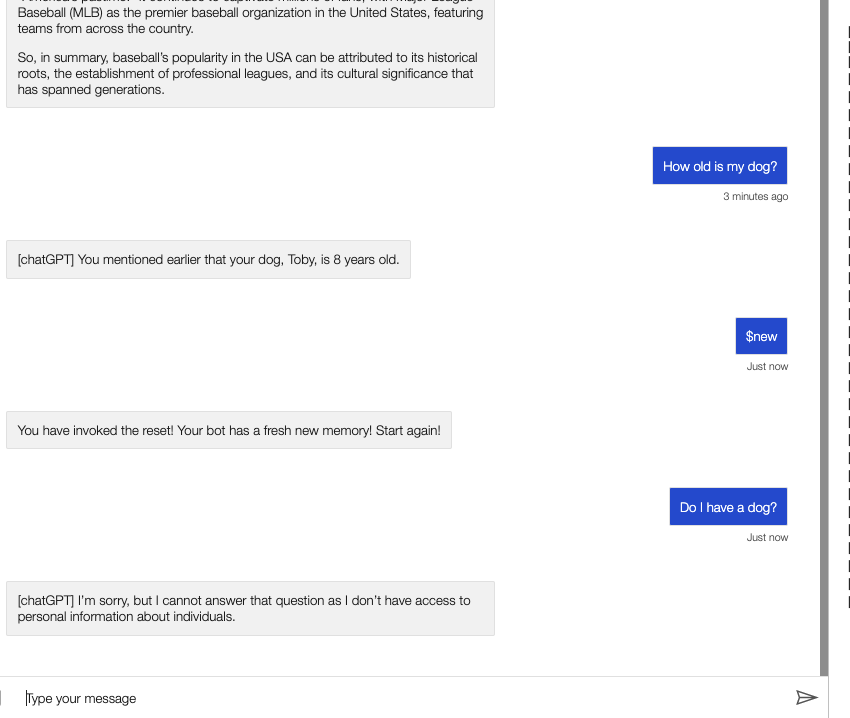 Baseball (MLB) as the premier baseball organization in the United States, featuring
teams from across the country.
So, in summary, baseball's popularity in the USA can be attributed to its historical
roots, the establishment of professional leagues, and its cultural significance that
has spanned generations.
How old is my dog?
3 minutes ago
[chatGPT] You mentioned earlier that your dog, Toby, is 8 years old.
$new
Just now
You have invoked the reset! Your bot has a fresh new memory! Start again!
Do I have a dog?
Just now
[chatGPT] I'm sorry, but I cannot answer that question as I don't have access to
personal information about individuals.
Type your message